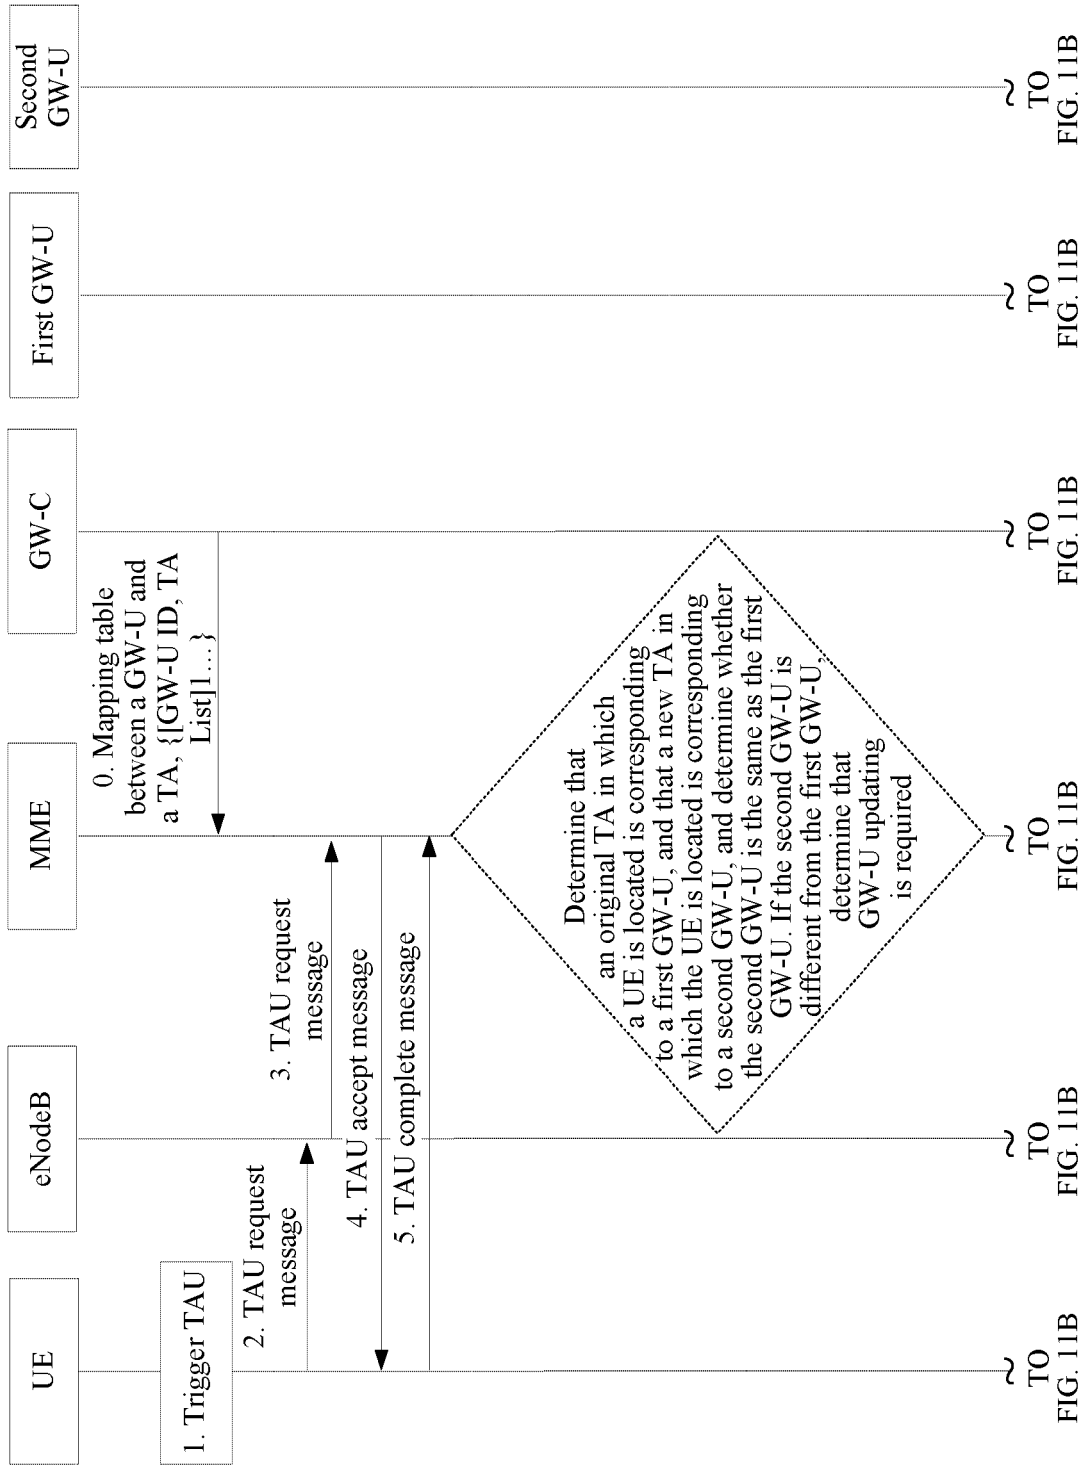 UE
eNodeB
MME
GW-C
First GW-U
Second
GW-U
0. Mapping table
between a GW-U and
a TA, {[GW-U ID, TA
List]1…}
1. Trigger TAU
2. TAU request
message
3. TAU request
message
4. TAU accept message
5. TAU complete message
Determine that
an original TA in which
a UE is located is corresponding
to a first GW-U, and that a new TA in
which the UE is located is corresponding
to a second GW-U, and determine whether
the second GW-U is the same as the first
GW-U. If the second GW-U is
different from the first GW-U,
determine that
GW-U updating
is required
TO
FIG. 11B
TO
FIG. 11B
TO
FIG. 11B
TO
FIG. 11B
TO
FIG. 11B
TO
FIG. 11B